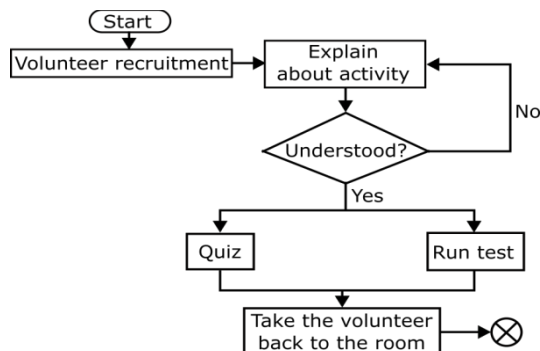 Start
Volunteer recruitment
Explain
about activity
No
Understood?
Yes
Quiz
Run test
Take the volunteer
back to the room